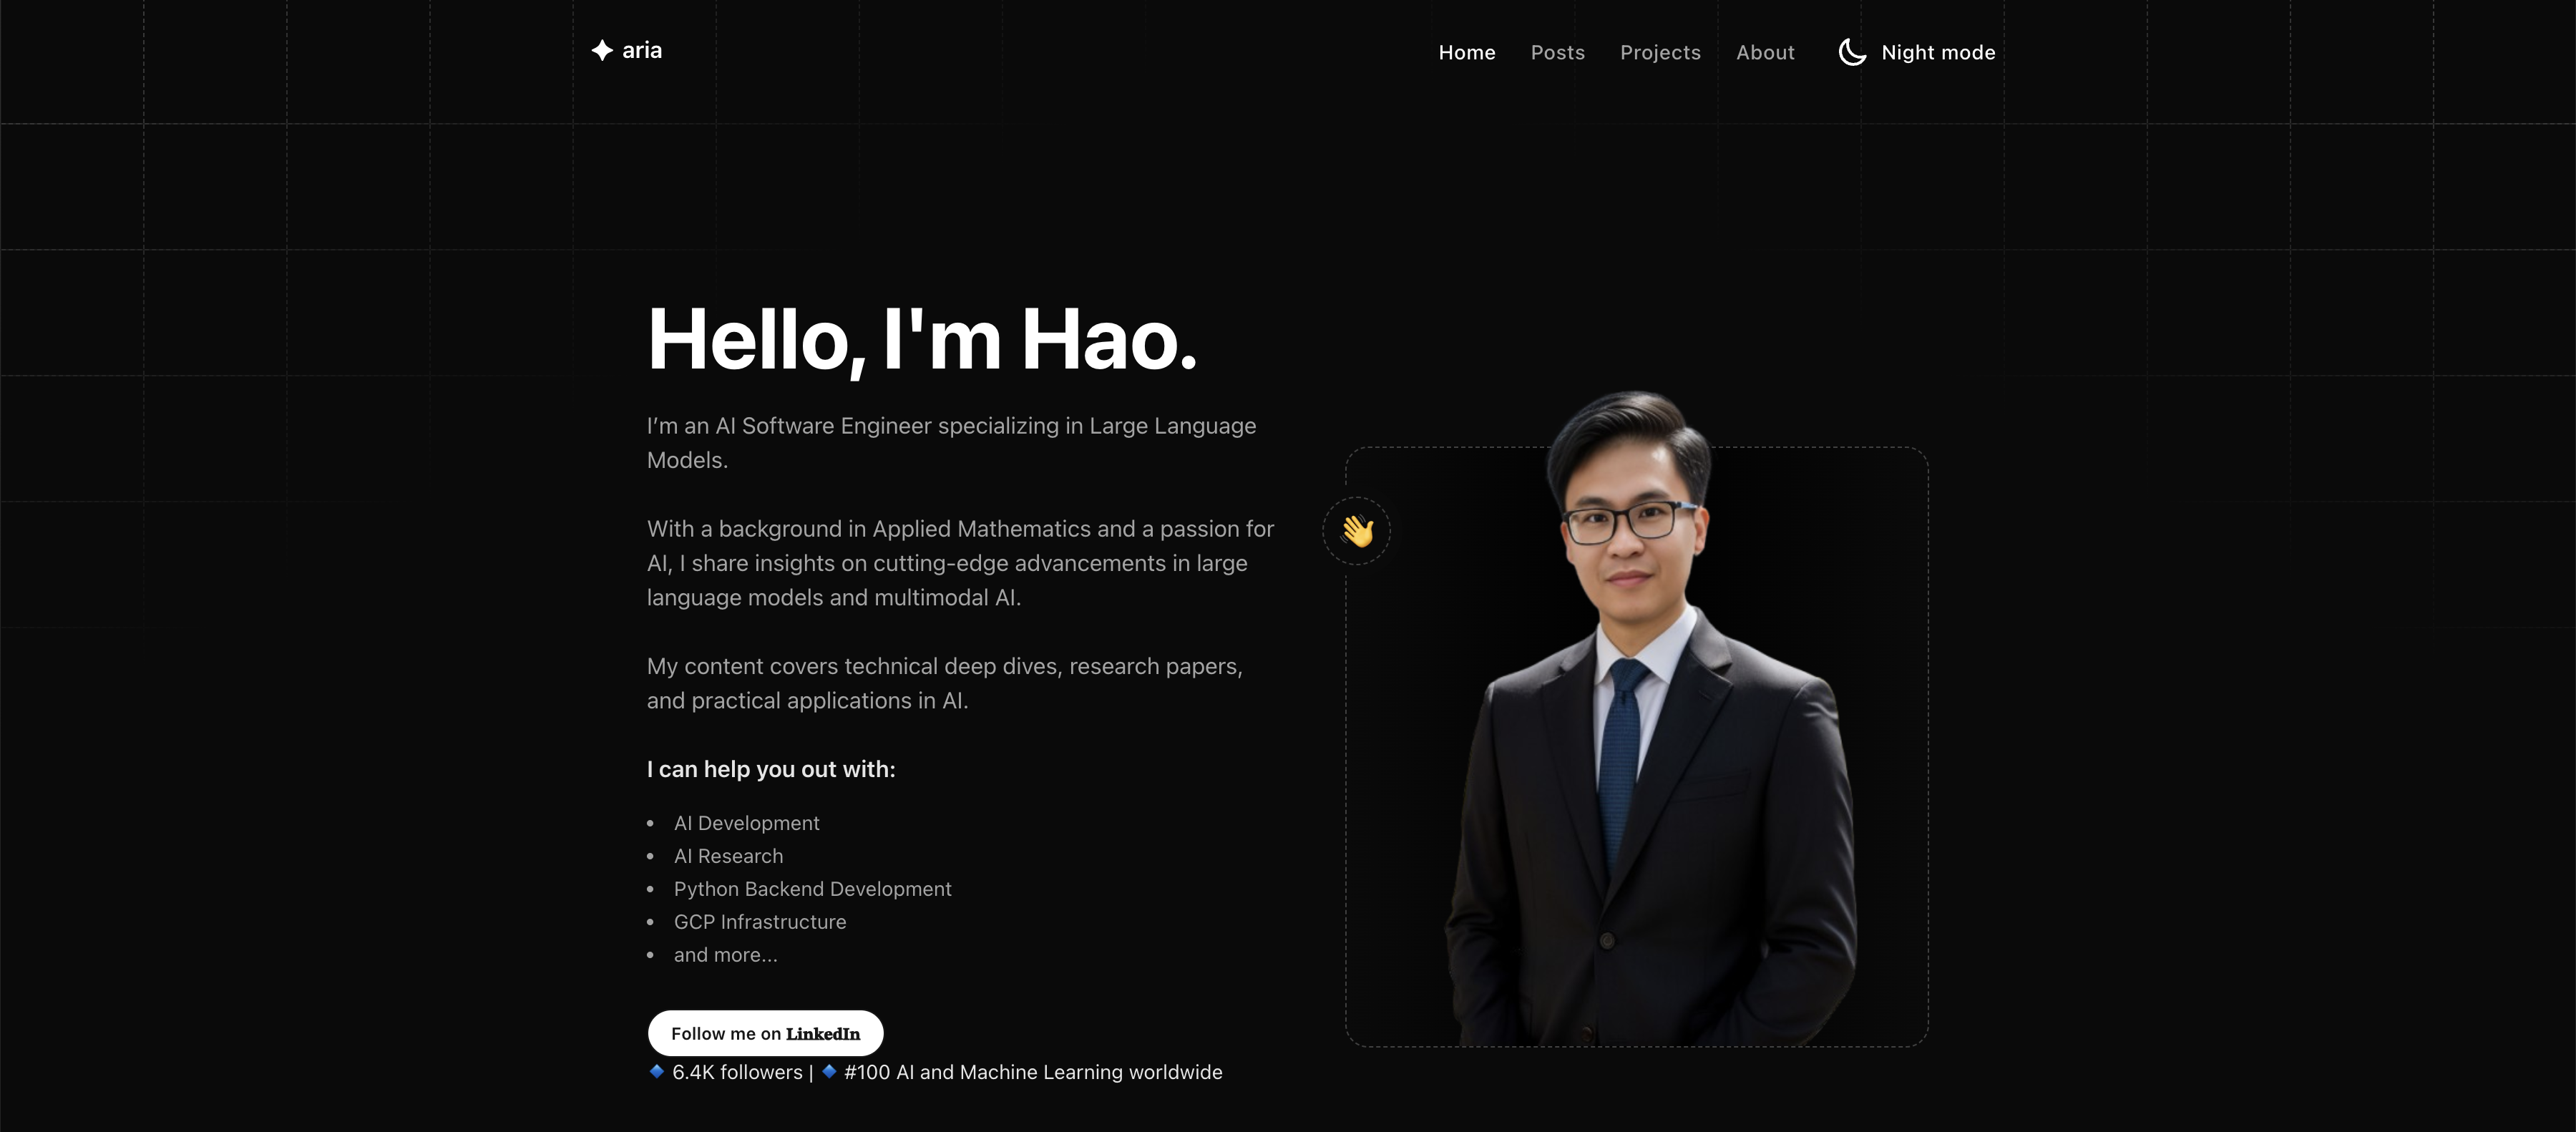 aria
Home Posts Projects About Night mode
Hello, I'm Hao.
I’m an AI Software Engineer specializing in Large Language
Models.
With a background in Applied Mathematics and a passion for
AI, I share insights on cutting-edge advancements in large
language models and multimodal AI.
My content covers technical deep dives, research papers,
and practical applications in AI.
I can help you out with:
• AI Development
• AI Research
• Python Backend Development
• GCP Infrastructure
• and more...
Follow me on LinkedIn
🔹 6.4K followers | 🔹 #100 AI and Machine Learning worldwide